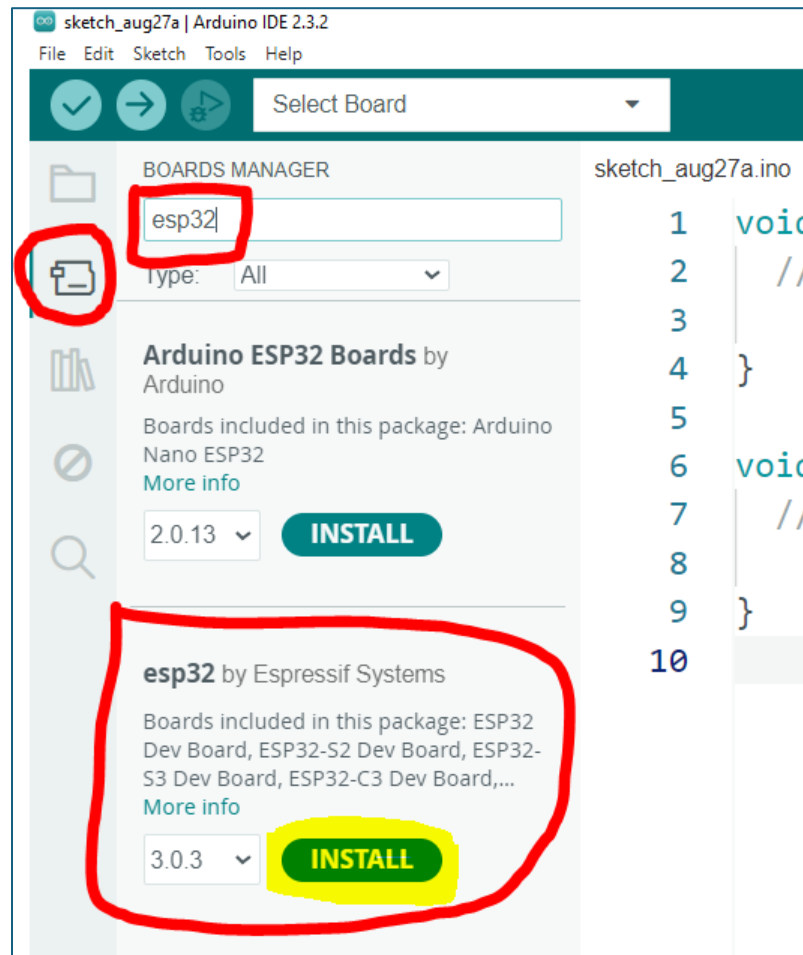 sketch_aug27a | Arduino IDE 2.3.2
File Edit Sketch Tools Help
Select Board
BOARDS MANAGER
esp32
Type: All
Arduino ESP32 Boards by
Arduino
Boards included in this package: Arduino
Nano ESP32
More info
2.0.13 INSTALL
esp32 by Espressif Systems
Boards included in this package: ESP32
Dev Board, ESP32-S2 Dev Board, ESP32-
S3 Dev Board, ESP32-C3 Dev Board,...
More info
3.0.3 INSTALL
sketch_aug27a.ino
1 void
2 //
3
4 }
5
6 void
7 //
8
9 }
10